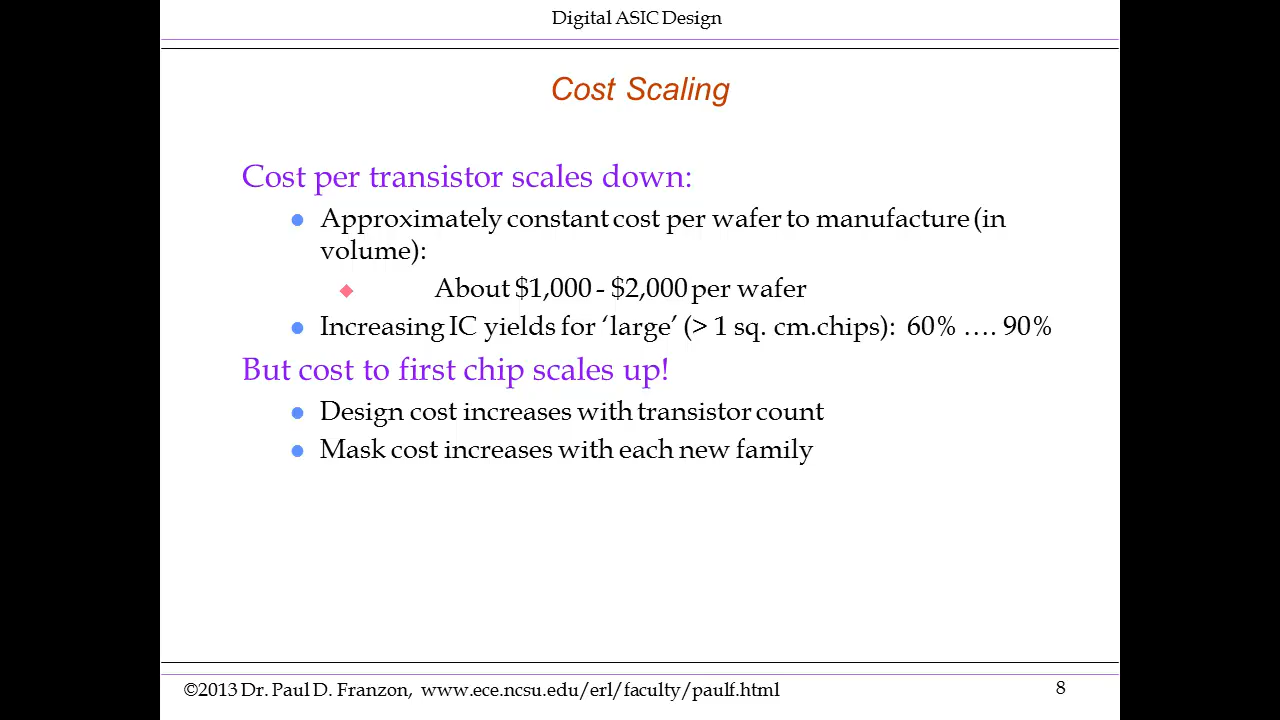 Digital ASIC Design
Cost Scaling
Cost per transistor scales down:
Approximately constant cost per wafer to manufacture (in
volume):
About $1,000 - $2,000 per wafer
Increasing IC yields for ‘large’ (> 1 sq. cm.chips): 60% …. 90%
But cost to first chip scales up!
Design cost increases with transistor count
Mask cost increases with each new family
©2013 Dr. Paul D. Franzon, www.ece.ncsu.edu/erl/faculty/paulf.html
8